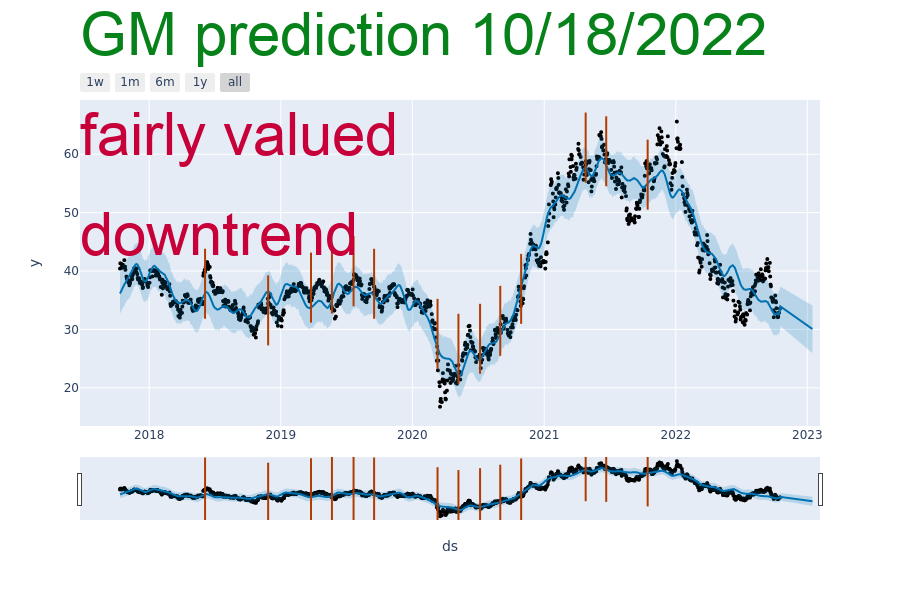 GM prediction 10/18/2022
1w 1m 6m 1y all
fairly valued
downtrend
60
50
40
30
20
y
2018 2019 2020 2021 2022 2023
ds